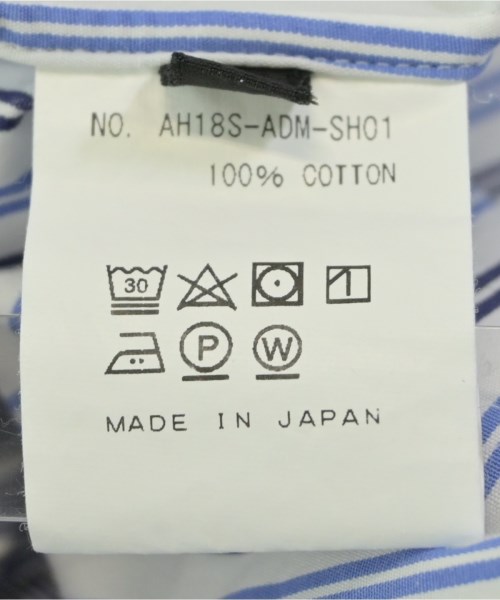 NO. AH18S-ADM-SH01
100% COTTON
30
P W
MADE IN JAPAN